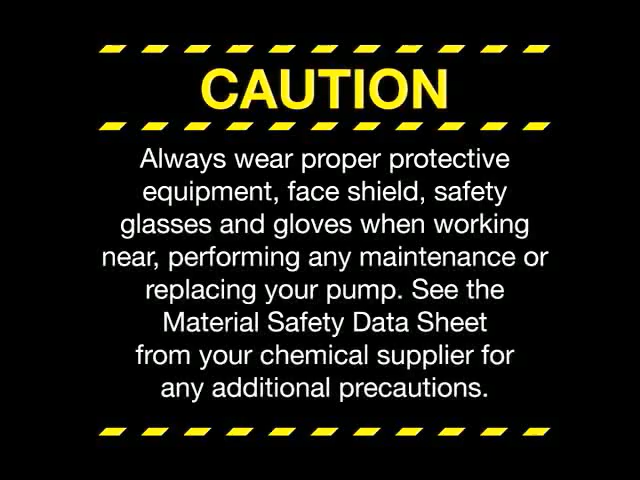 CAUTION
Always wear proper protective
equipment, face shield, safety
glasses and gloves when working
near, performing any maintenance or
replacing your pump. See the
Material Safety Data Sheet
from your chemical supplier for
any additional precautions.